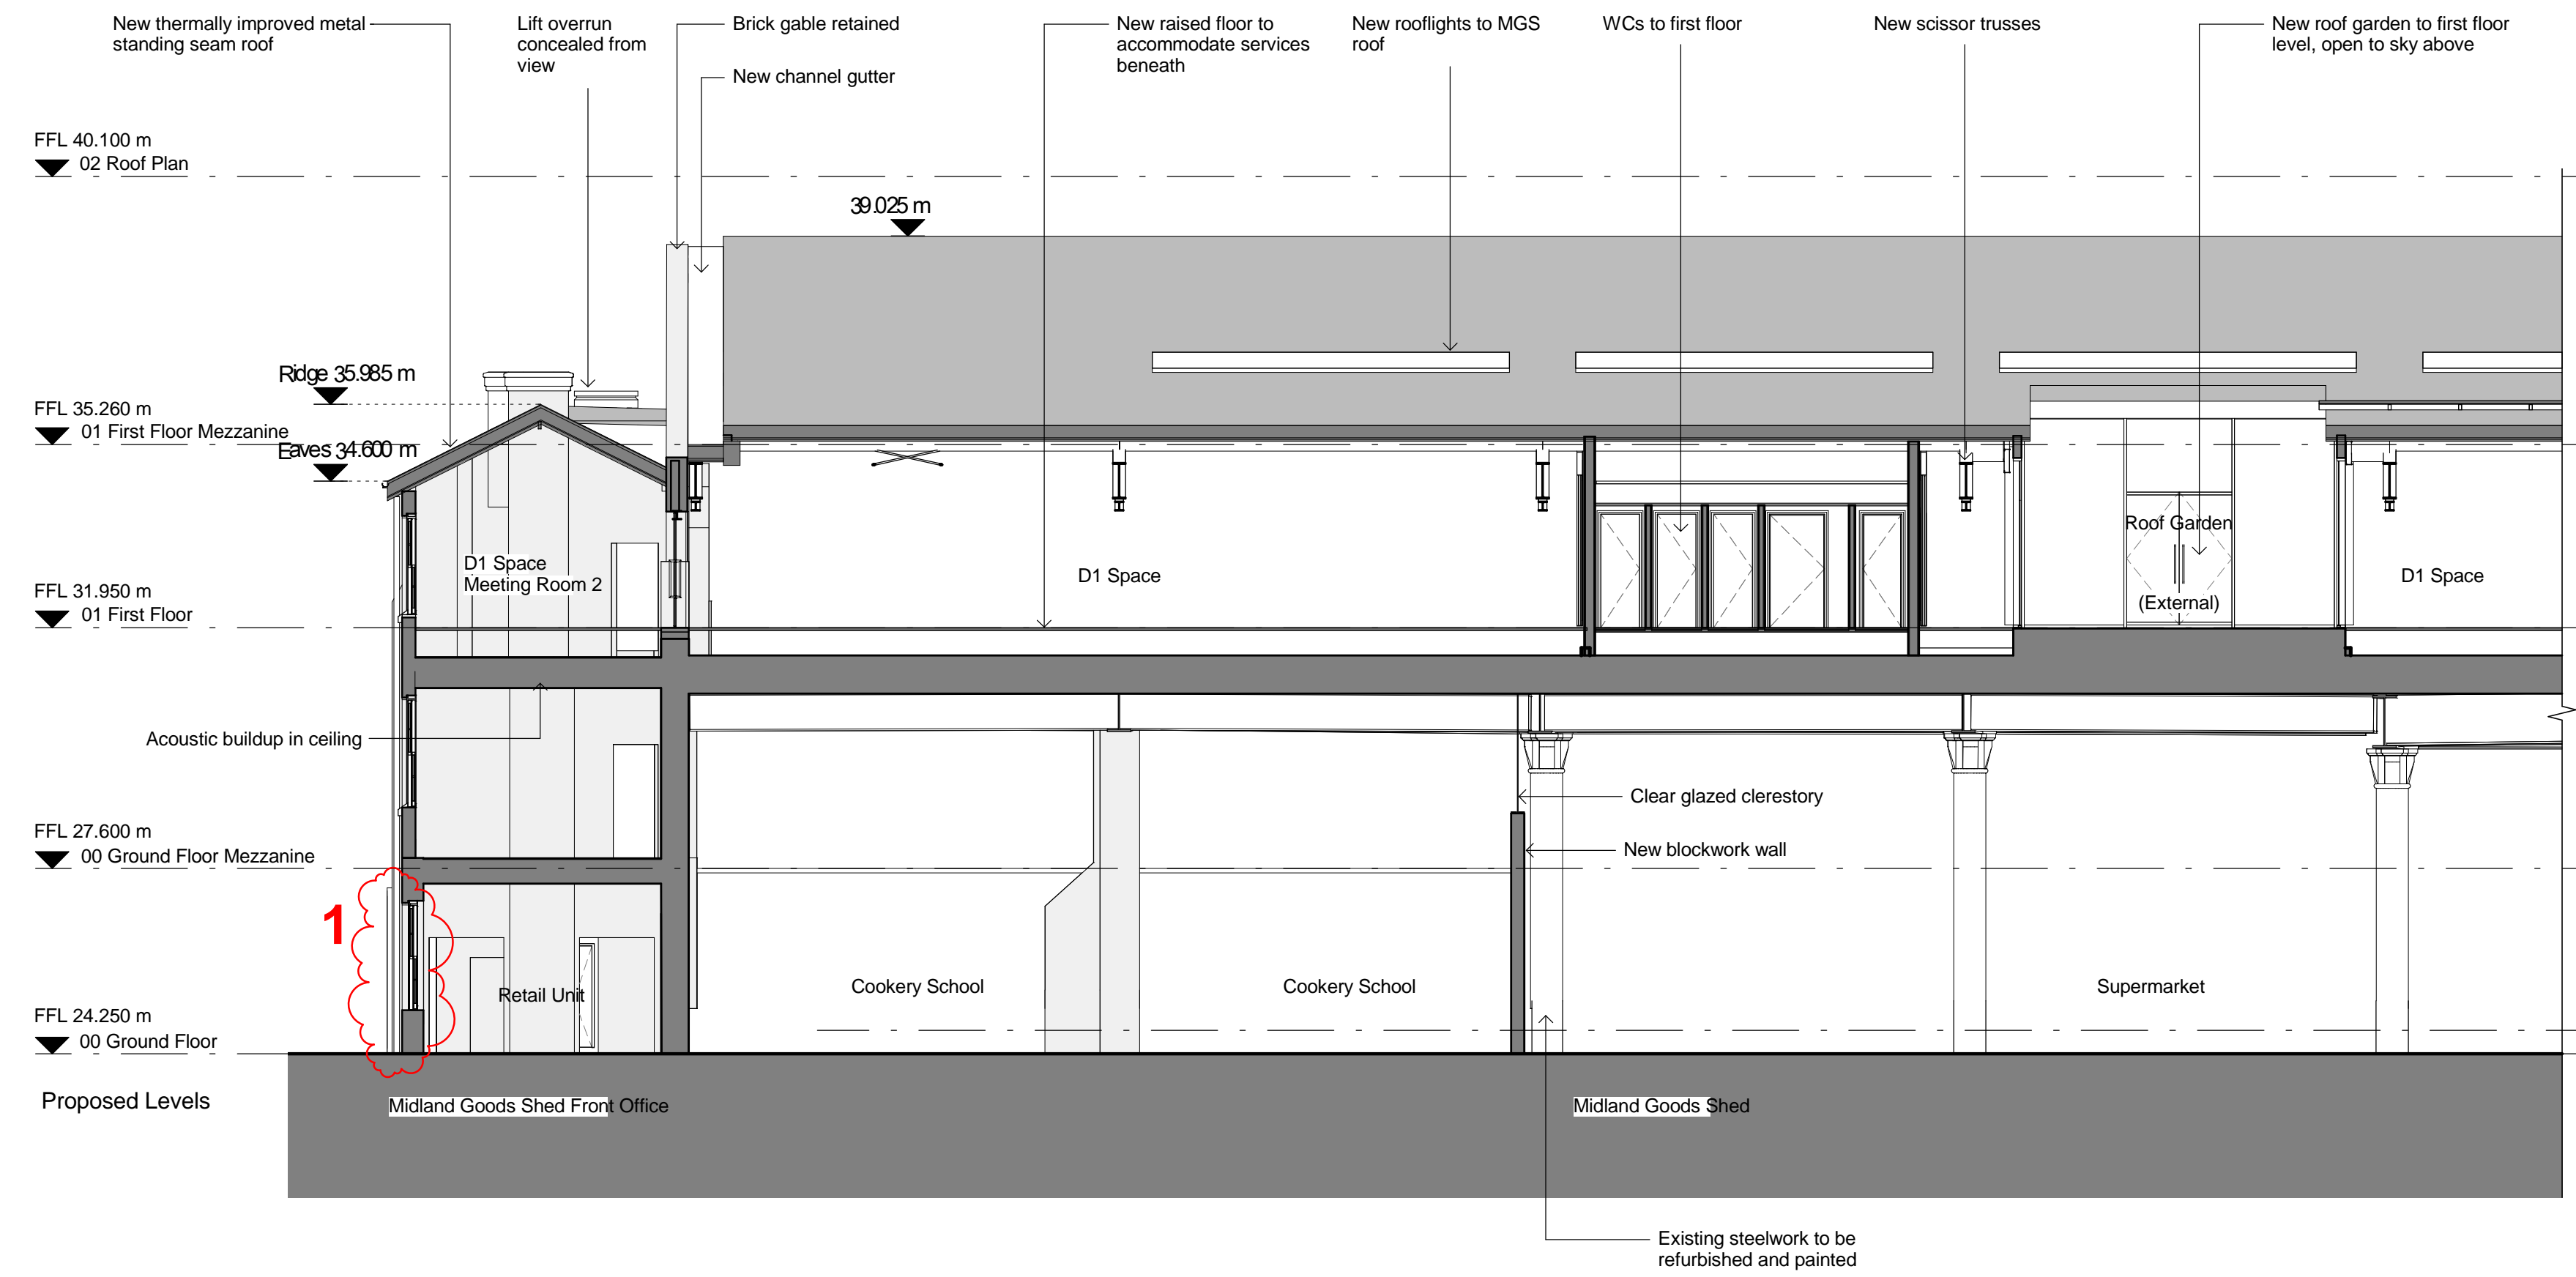 New thermally improved metal
standing seam roof
Lift overrun
concealed from
view
Brick gable retained
New channel gutter
New raised floor to
accommodate services
beneath
New rooflights to MGS
roof
WCs to first floor
New scissor trusses
New roof garden to first floor
level, open to sky above
FFL 40.100 m
02 Roof Plan
39.025 m
Ridge 35.985 m
FFL 35.260 m
01 First Floor Mezzanine
Eaves 34.600 m
Roof Garden
D1 Space
Meeting Room 2
D1 Space
D1 Space
(External)
FFL 31.950 m
01 First Floor
Acoustic buildup in ceiling
Clear glazed clerestory
New blockwork wall
FFL 27.600 m
00 Ground Floor Mezzanine
1
Retail Unit
Cookery School
Cookery School
Supermarket
FFL 24.250 m
00 Ground Floor
Proposed Levels
Midland Goods Shed Front Office
Midland Goods Shed
Existing steelwork to be
refurbished and painted